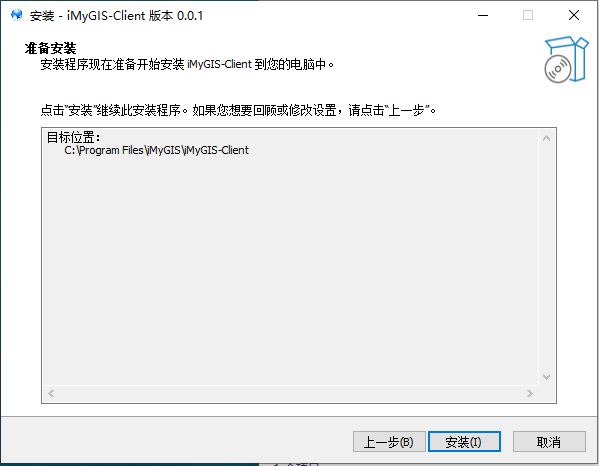 安装 - iMyGIS-Client 版本 0.0.1
准备安装
安装程序现在准备开始安装 iMyGIS-Client 到您的电脑中。
点击“安装”继续此安装程序。如果您想要回顾或修改设置，请点击“上一步”。
目标位置：
C:\Program Files\iMyGIS\iMyGIS-Client
上一步(B) 安装(I) 取消